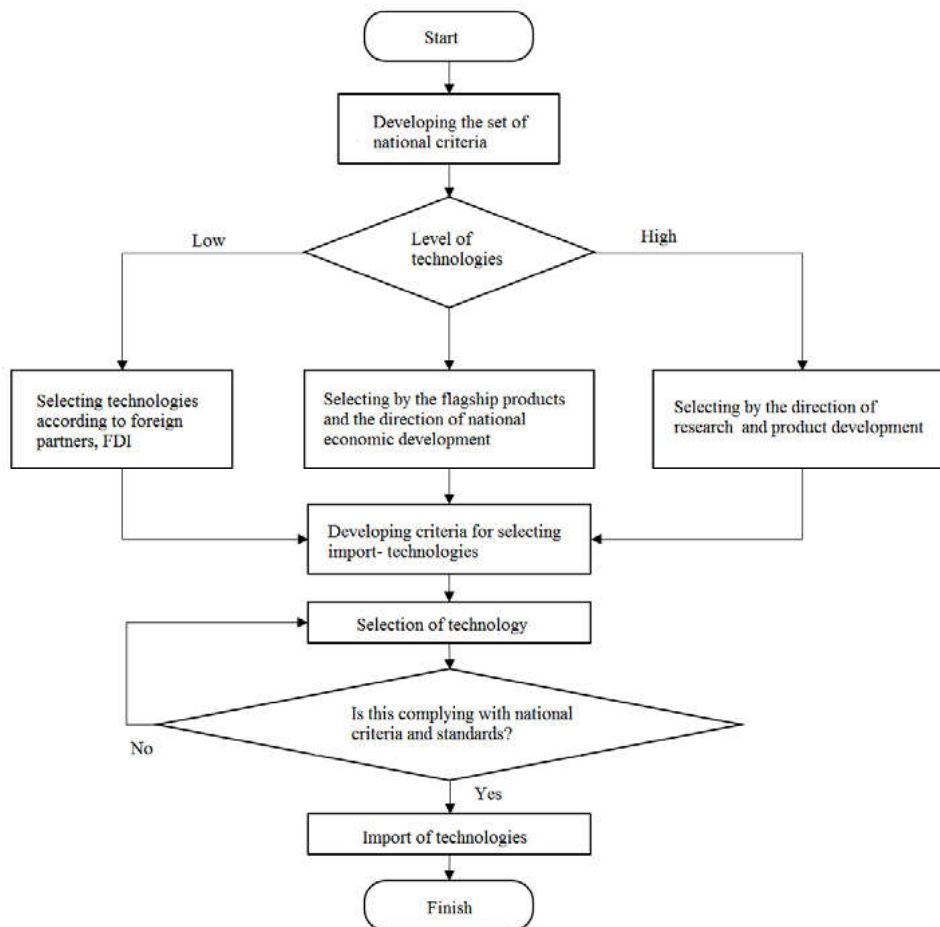 Start
Developing the set of
national criteria
Low
Level of
technologies
High
Selecting technologies
according to foreign
partners, FDI
Selecting by the flagship products
and the direction of national
economic development
Selecting by the direction of
research and product development
Developing criteria for selecting
import- technologies
Selection of technology
Is this complying with national
criteria and standards?
No
Yes
Import of technologies
Finish